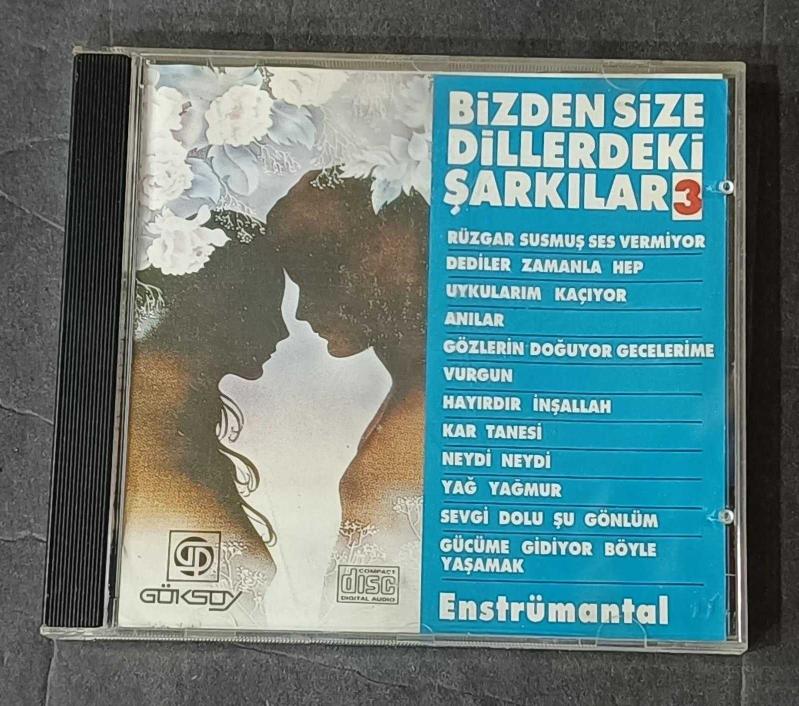 BİZDEN SİZE
DİLLERDEKİ
ŞARKILAR 3
RÜZGAR SUSMUŞ SES VERMİYOR
DEDİLER ZAMANLA HEP
UYKULARIM KAÇIYOR
ANILAR
GÖZLERİN DOĞUYOR GECELERİME
VURGUN
HAYIRDIR İNŞALLAH
KAR TANESİ
NEYDİ NEYDİ
YAĞ YAĞMUR
SEVGİ DOLU ŞU GÖNLÜM
GÜCÜME GİDİYOR BÖYLE
YAŞAMAK
Enstrümantal
GÖKSOY
COMPACT
disc
DIGITAL AUDIO